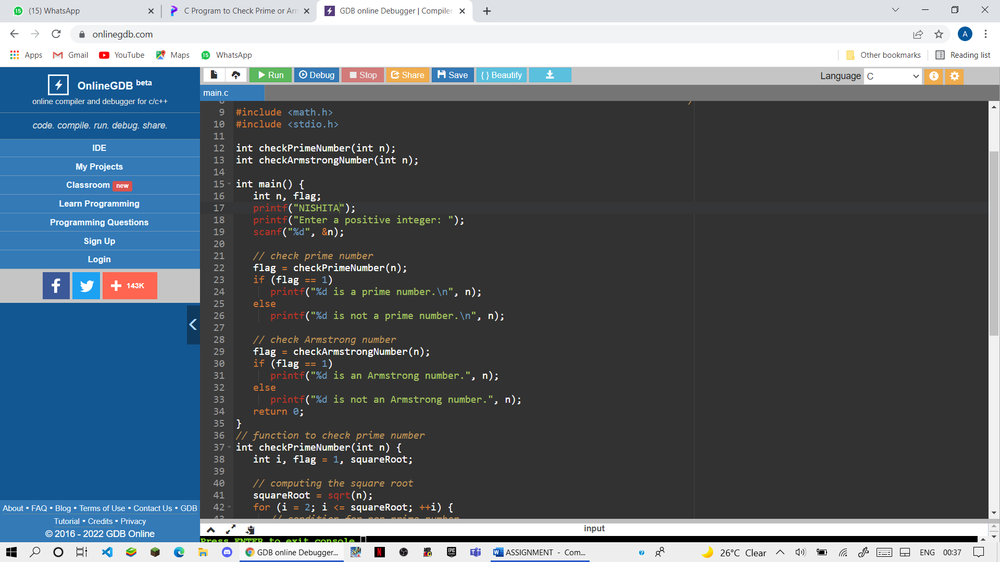 (15) WhatsApp
C Program to Check Prime or Arm
GDB online Debugger | Compiler
onlinegdb.com
A
Apps
Gmail
YouTube
Maps
15
WhatsApp
Other bookmarks
Reading list
OnlineGDB beta
online compiler and debugger for c/c++
code. compile. run. debug. share.
IDE
My Projects
Classroom new
Learn Programming
Programming Questions
Sign Up
Login
143K
About • FAQ • Blog • Terms of Use • Contact Us • GDB
Tutorial • Credits • Privacy
© 2016 - 2022 GDB Online
Run
Debug
Stop
Share
Save
{ } Beautify
Language C
main.c
8 /
9 #include <math.h>
10 #include <stdio.h>
11
12 int checkPrimeNumber(int n);
13 int checkArmstrongNumber(int n);
14
15 int main() {
16 int n, flag;
17 printf("NISHITA");
18 printf("Enter a positive integer: ");
19 scanf("%d", &n);
20
21 // check prime number
22 flag = checkPrimeNumber(n);
23 if (flag == 1)
24 printf("%d is a prime number.\n", n);
25 else
26 printf("%d is not a prime number.\n", n);
27
28 // check Armstrong number
29 flag = checkArmstrongNumber(n);
30 if (flag == 1)
31 printf("%d is an Armstrong number.", n);
32 else
33 printf("%d is not an Armstrong number.", n);
34 return 0;
35 }
36 // function to check prime number
37 int checkPrimeNumber(int n) {
38 int i, flag = 1, squareRoot;
39
40 // computing the square root
41 squareRoot = sqrt(n);
42 for (i = 2; i <= squareRoot; ++i) {
43 // condition for non-prime number
input
Press ENTER to exit console.
GDB online Debugger...
ASSIGNMENT - Com...
26°C Clear
ENG
00:37